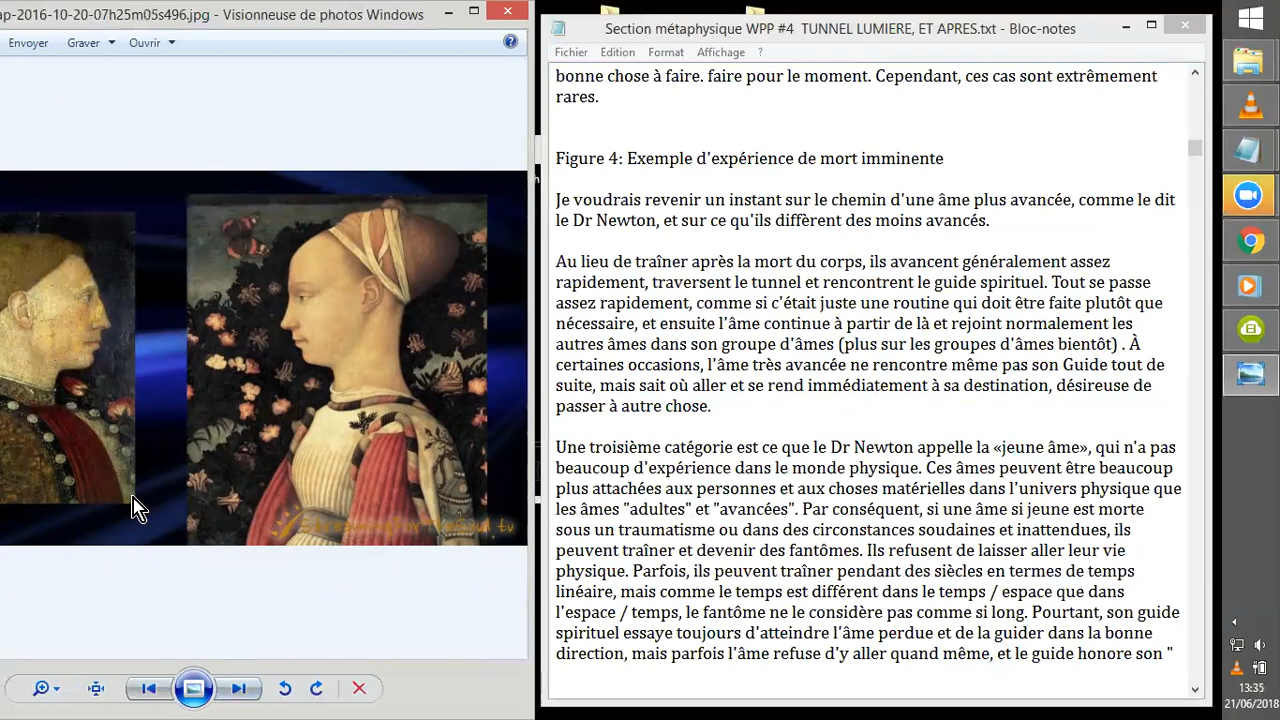 ap-2016-10-20-07h25m05s496.jpg - Visionneuse de photos Windows
Envoyer Graver Ouvrir
Section métaphysique WPP #4 TUNNEL LUMIERE, ET APRES.txt - Bloc-notes
Fichier Edition Format Affichage ?
bonne chose à faire. faire pour le moment. Cependant, ces cas sont extrêmement
rares.
Figure 4: Exemple d'expérience de mort imminente
Je voudrais revenir un instant sur le chemin d'une âme plus avancée, comme le dit
le Dr Newton, et sur ce qu'ils diffèrent des moins avancés.
Au lieu de traîner après la mort du corps, ils avancent généralement assez
rapidement, traversent le tunnel et rencontrent le guide spirituel. Tout se passe
assez rapidement, comme si c'était juste une routine qui doit être faite plutôt que
nécessaire, et ensuite l'âme continue à partir de là et rejoint normalement les
autres âmes dans son groupe d'âmes (plus sur les groupes d'âmes bientôt) . À
certaines occasions, l'âme très avancée ne rencontre même pas son Guide tout de
suite, mais sait où aller et se rend immédiatement à sa destination, désireuse de
passer à autre chose.
Une troisième catégorie est ce que le Dr Newton appelle la «jeune âme», qui n'a pas
beaucoup d'expérience dans le monde physique. Ces âmes peuvent être beaucoup
plus attachées aux personnes et aux choses matérielles dans l'univers physique que
les âmes "adultes" et "avancées". Par conséquent, si une âme si jeune est morte
sous un traumatisme ou dans des circonstances soudaines et inattendues, ils
peuvent traîner et devenir des fantômes. Ils refusent de laisser aller leur vie
physique. Parfois, ils peuvent traîner pendant des siècles en termes de temps
linéaire, mais comme le temps est différent dans le temps / espace que dans
l'espace / temps, le fantôme ne le considère pas comme si long. Pourtant, son guide
spirituel essaye toujours d'atteindre l'âme perdue et de la guider dans la bonne
direction, mais parfois l'âme refuse d'y aller quand même, et le guide honore son "
13:35
21/06/2018